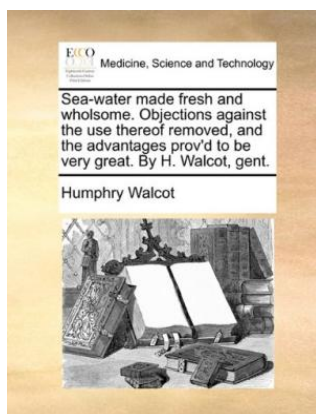 ECCO
Medicine, Science and Technology
Sea-water made fresh and
wholsome. Objections against
the use thereof removed, and
the advantages prov'd to be
very great. By H. Walcot, gent.
Humphry Walcot